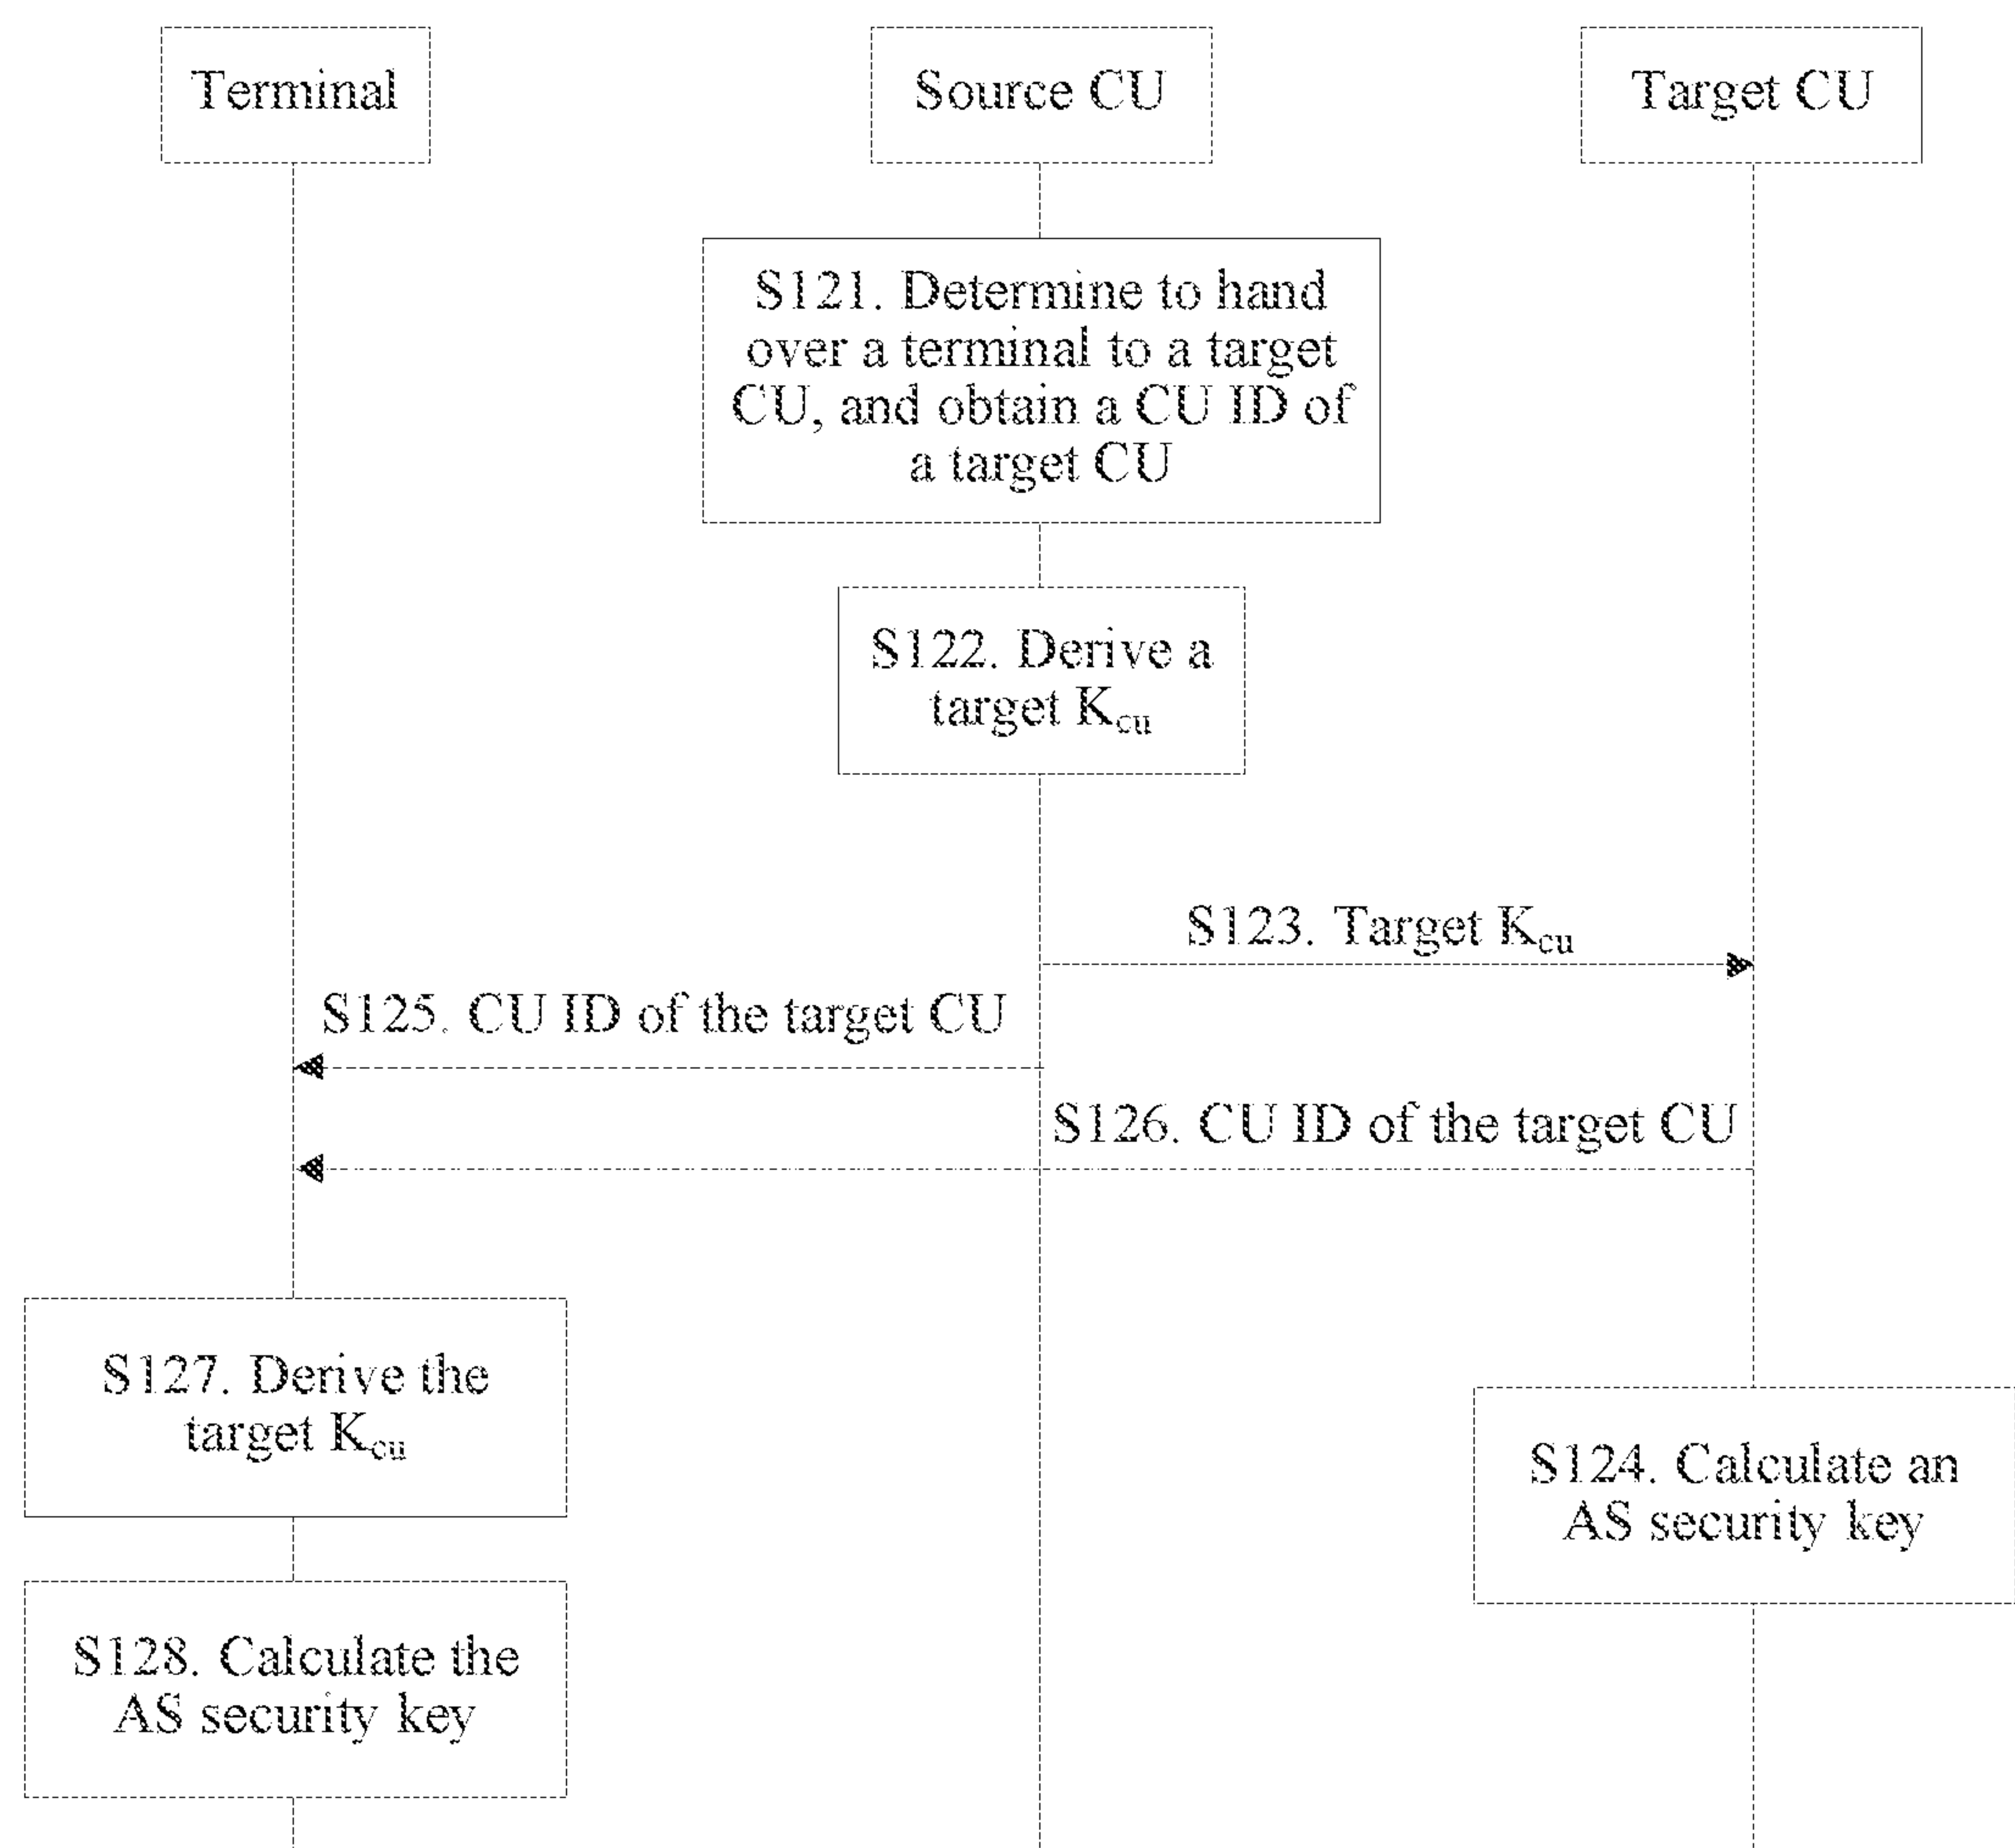 Terminal
Source CU
Target CU
S121. Determine to hand
over a terminal to a target
CU, and obtain a CU ID of
a target CU
S122. Derive a
target Kcu
S123. Target Kcu
S125. CU ID of the target CU
S126. CU ID of the target CU
S127. Derive the
target Kcu
S124. Calculate an
AS security key
S128. Calculate the
AS security key